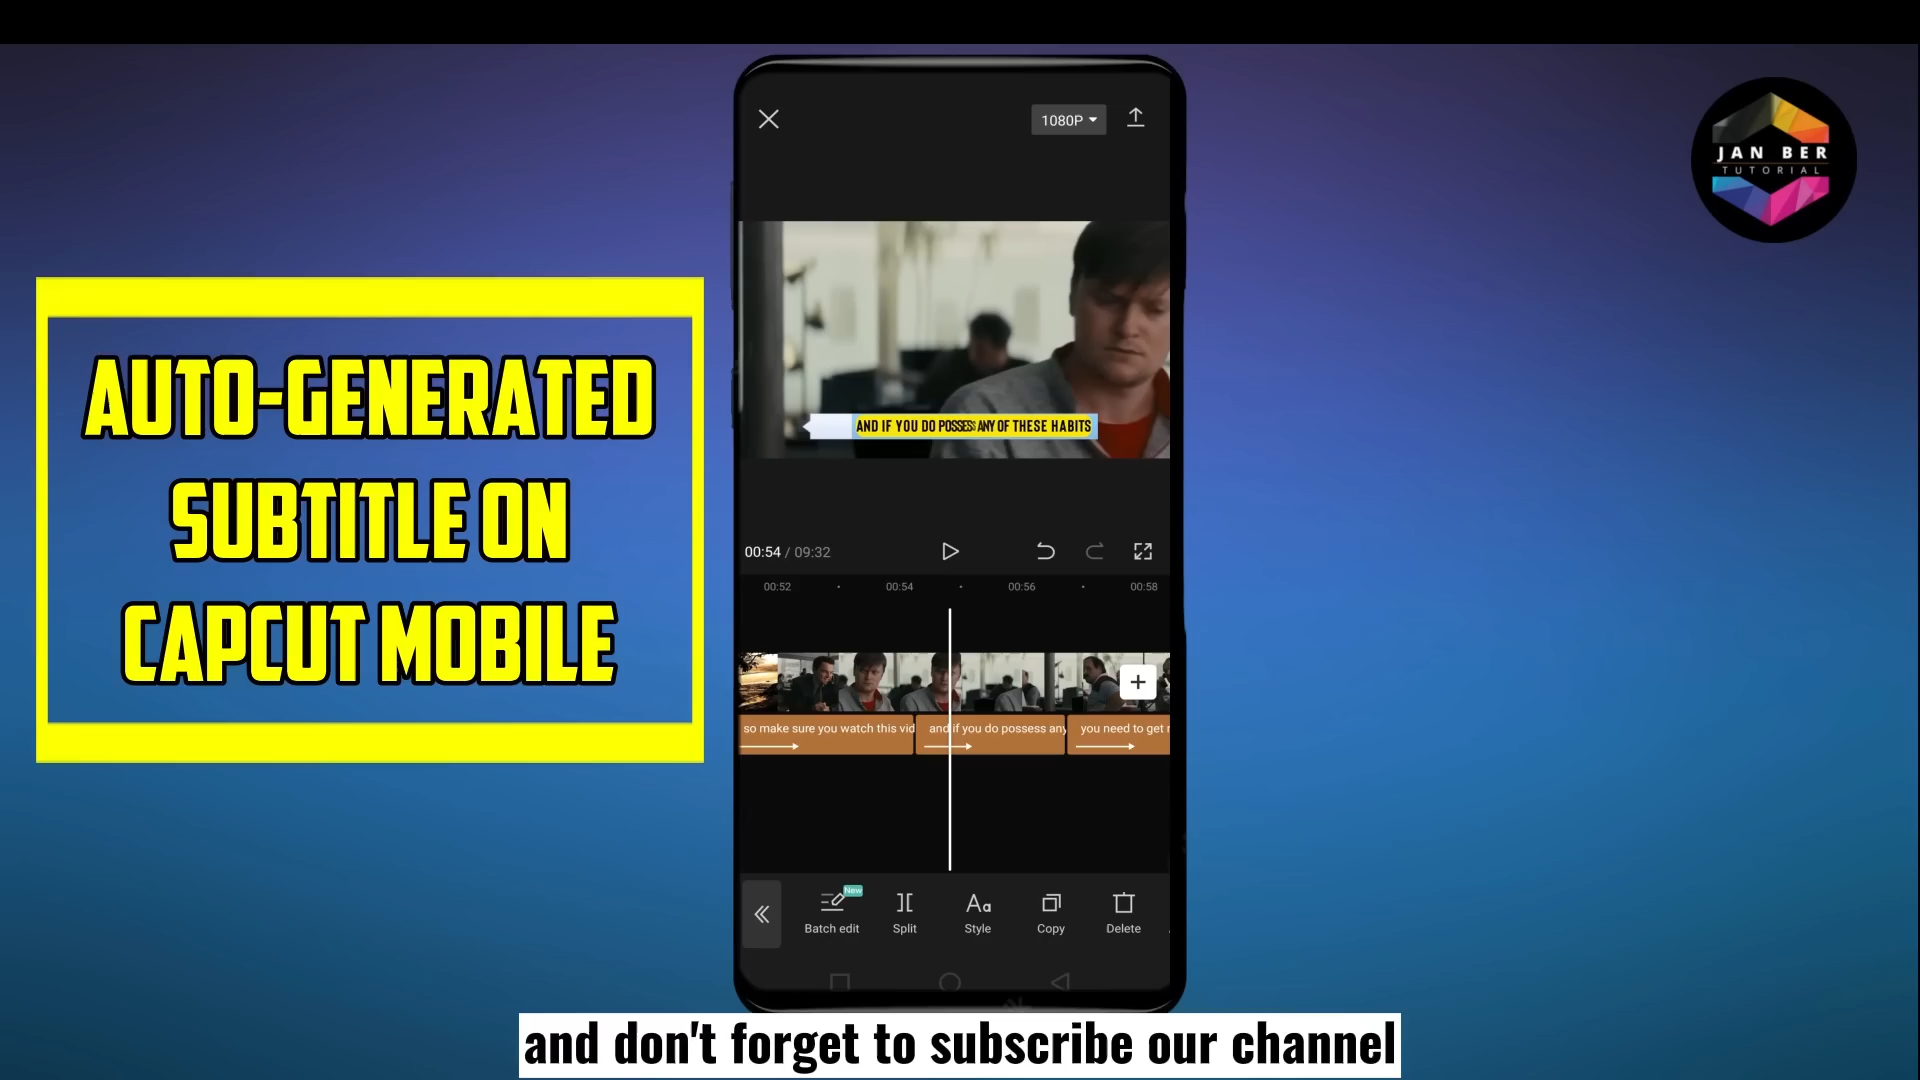 JAN BER
TUTORIAL
AUTO-GENERATED
SUBTITLE ON
CAPCUT MOBILE
1080P
AND IF YOU DO POSSESS ANY OF THESE HABITS
00:54 / 09:32
00:52 00:54 00:56 00:58
so make sure you watch this vid
and if you do possess any
you need to get
New
Batch edit
Split
Style
Copy
Delete
and don't forget to subscribe our channel